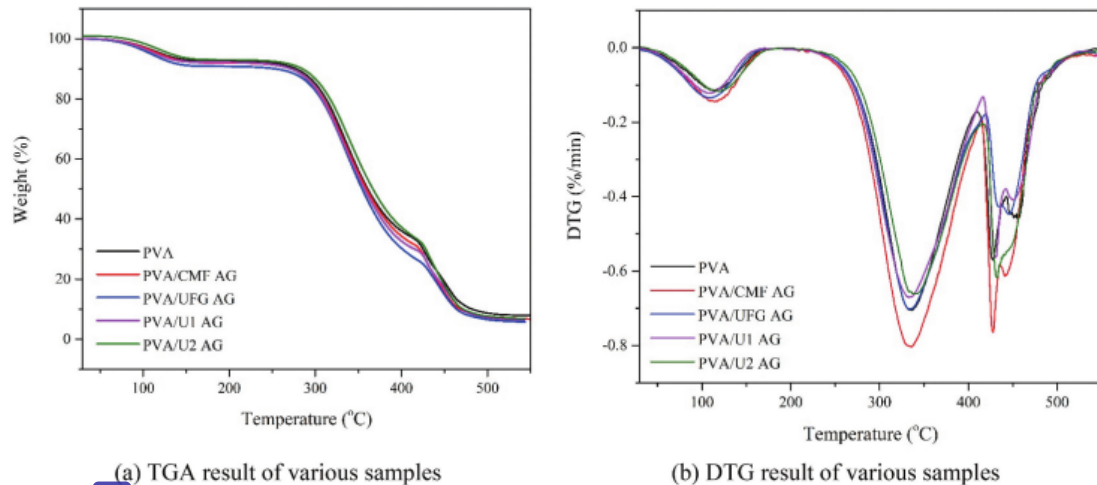 100
80
60
40
20
0
Weight (%)
PVA
PVA/CMF AG
PVA/UFG AG
PVA/U1 AG
PVA/U2 AG
100 200 300 400 500
Temperature (°C)
(a) TGA result of various samples
0.0
-0.2
-0.4
-0.6
-0.8
DTG (%/min)
PVA
PVA/CMF AG
PVA/UFG AG
PVA/U1 AG
PVA/U2 AG
100 200 300 400 500
Temperature (°C)
(b) DTG result of various samples